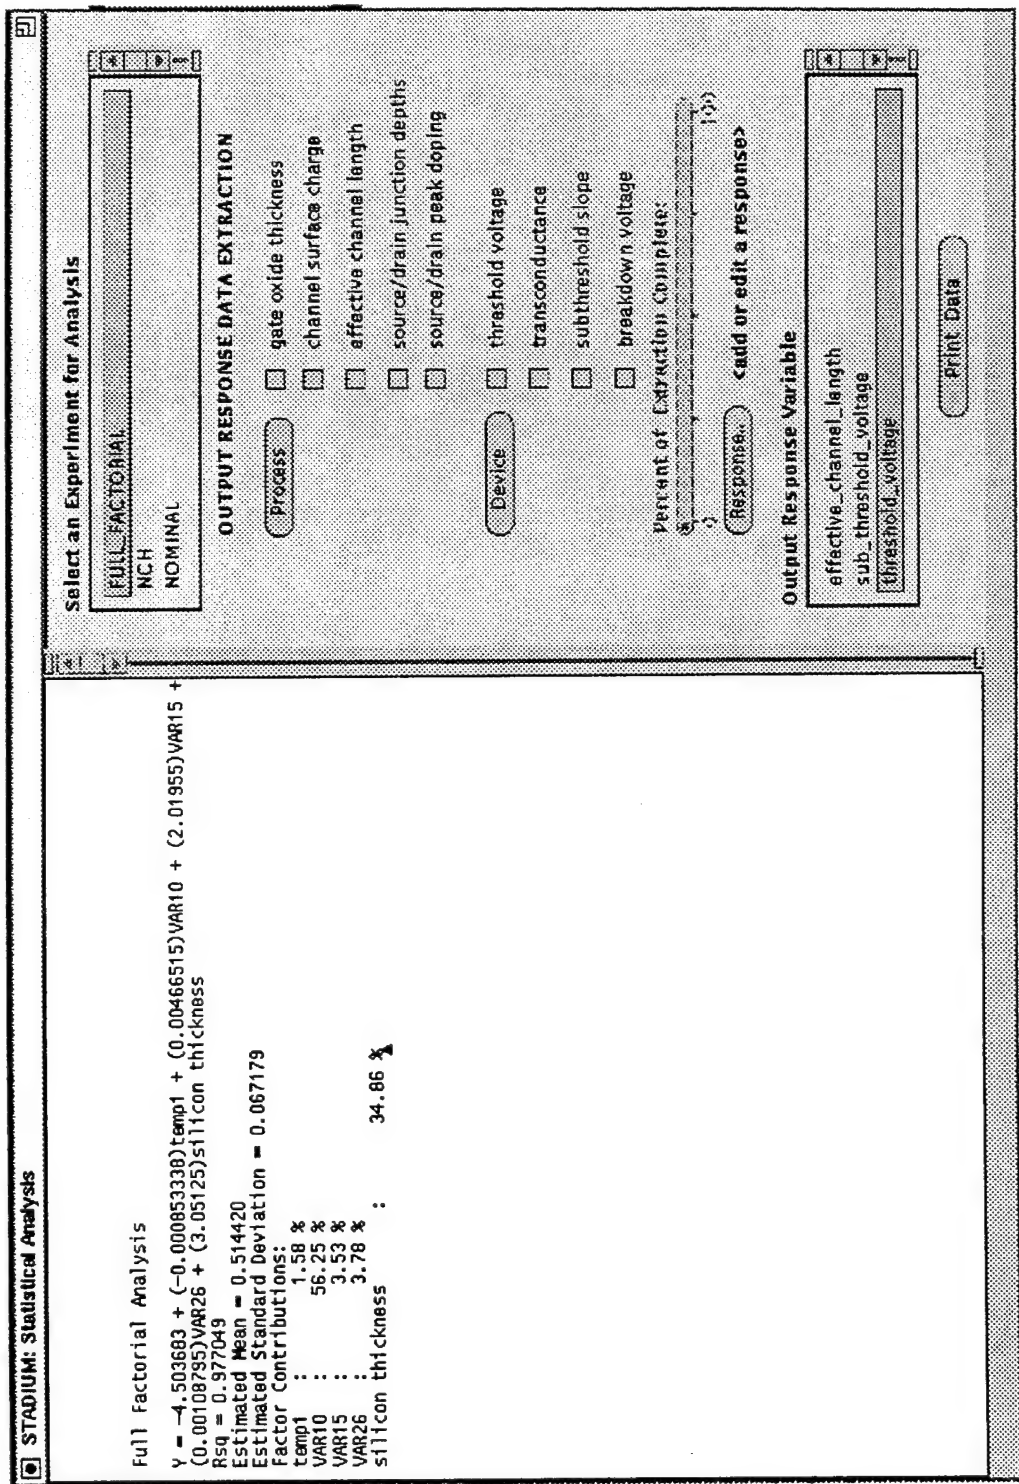 STADIUM: Statistical Analysis
Full Factorial Analysis
Y = -4.503683 + (-0.000853338)temp1 + (0.00466515)VAR10 + (2.01955)VAR15 +
(0.00108795)VAR26 + (3.05125)silicon thickness
Rsq = 0.977049
Estimated Mean = 0.514420
Estimated Standard Deviation = 0.067179
Factor Contributions:
temp1 : 1.58 %
VAR10 : 56.25 %
VAR15 : 3.53 %
VAR26 : 3.78 %
silicon thickness : 34.86 %
Select an Experiment for Analysis
FULL_FACTORIAL
NCH
NOMINAL
OUTPUT RESPONSE DATA EXTRACTION
Process
gate oxide thickness
channel surface charge
effective channel length
source/drain junction depths
source/drain peak doping
Device
threshold voltage
transconductance
subthreshold slope
breakdown voltage
Percent of Extraction Complete:
0 100
Response... <add or edit a response>
Output Response Variable
effective_channel_length
sub_threshold_voltage
threshold_voltage
Print Data